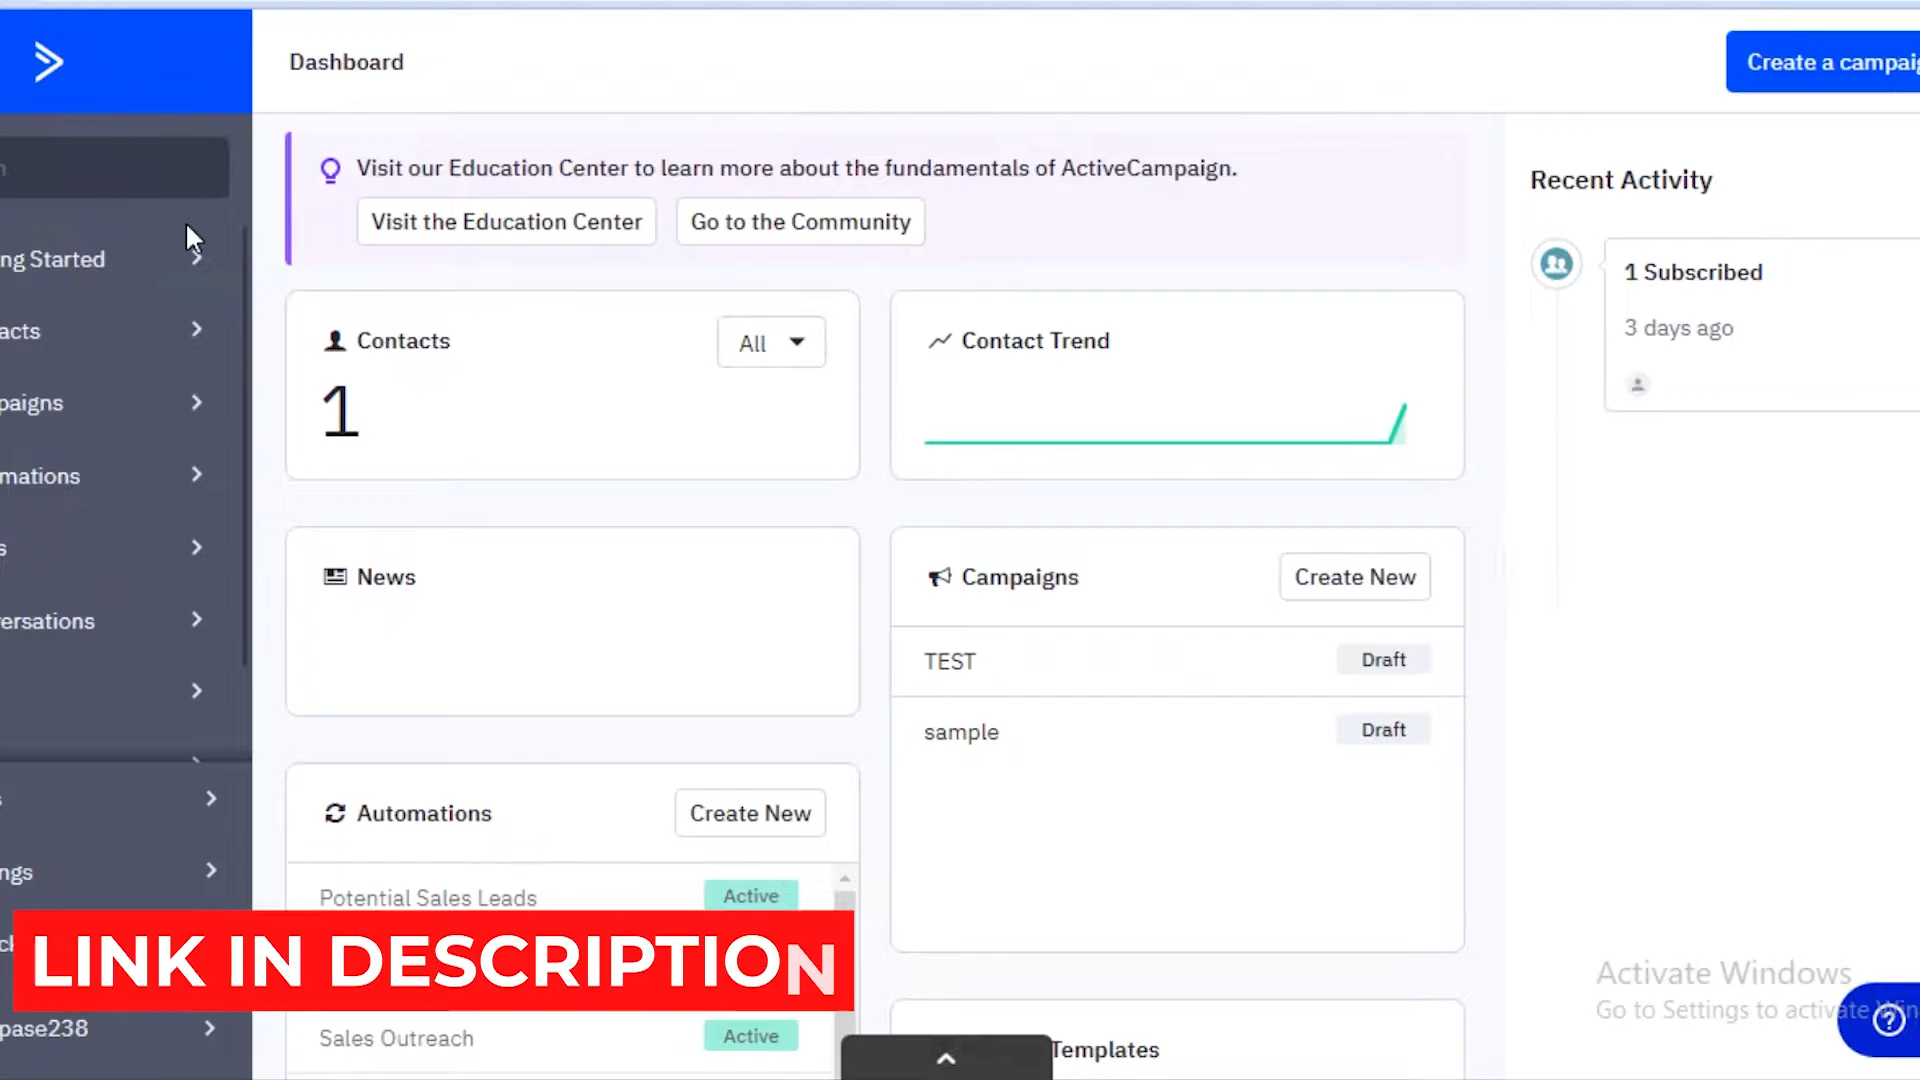 Dashboard
Create a campaig
Visit our Education Center to learn more about the fundamentals of ActiveCampaign.
Visit the Education Center
Go to the Community
Recent Activity
1 Subscribed
3 days ago
ng Started
acts
paigns
mations
s
ersations
s
ngs
pase238
Contacts
All
1
Contact Trend
News
Campaigns
Create New
TEST
Draft
sample
Draft
Automations
Create New
Potential Sales Leads
Active
LINK IN DESCRIPTION
Sales Outreach
Active
Templates
Activate Windows
Go to Settings to activate Win